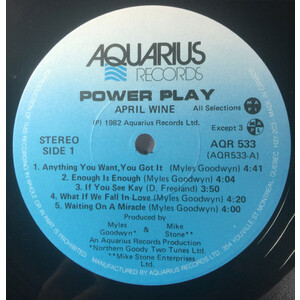 AQUARIUS
RECORDS
POWER PLAY
APRIL WINE
All Selections
STEREO
SIDE 1
(P) 1982 Aquarius Records Ltd.
Except 3
AQR 533
(AQR533-A)
1. Anything You Want,You Got It (Myles Goodwyn) 4:45
2. Enough Is Enough (Myles Goodwyn) 4:04
3. If You See Kay (D. Freeland) 3:50
4. What If We Fall In Love (Myles Goodwyn) 4:20
5. Waiting On A Miracle (Myles Goodwyn) 4:41
Produced by
Myles & Mike
Goodwyn* Stone**
An Aquarius Records Production
*Northern Goody Two Tunes Ltd.
**Mike Stone Enterprises
Ltd.
MANUFACTURED BY AQUARIUS RECORDS LTD.